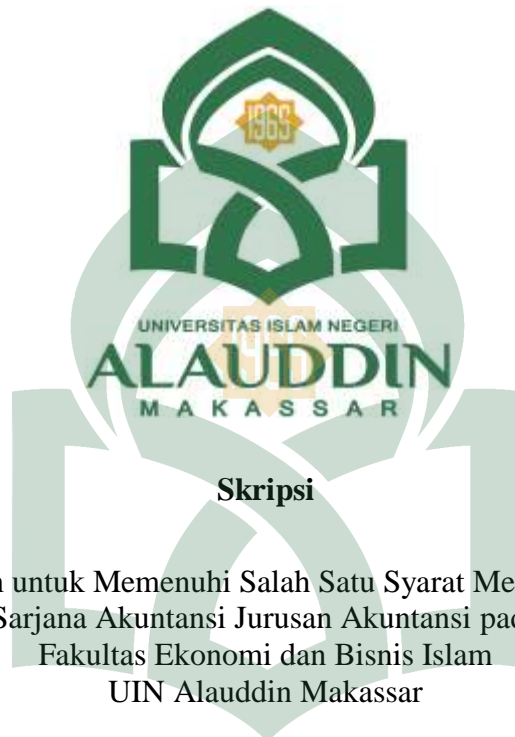 1965
UNIVERSITAS ISLAM NEGERI
ALAUDDIN
MAKASSAR
Skripsi
untuk Memenuhi Salah Satu Syarat
Sarjana Akuntansi Jurusan Akuntansi
Fakultas Ekonomi dan Bisnis Islam
UIN Alauddin Makassar